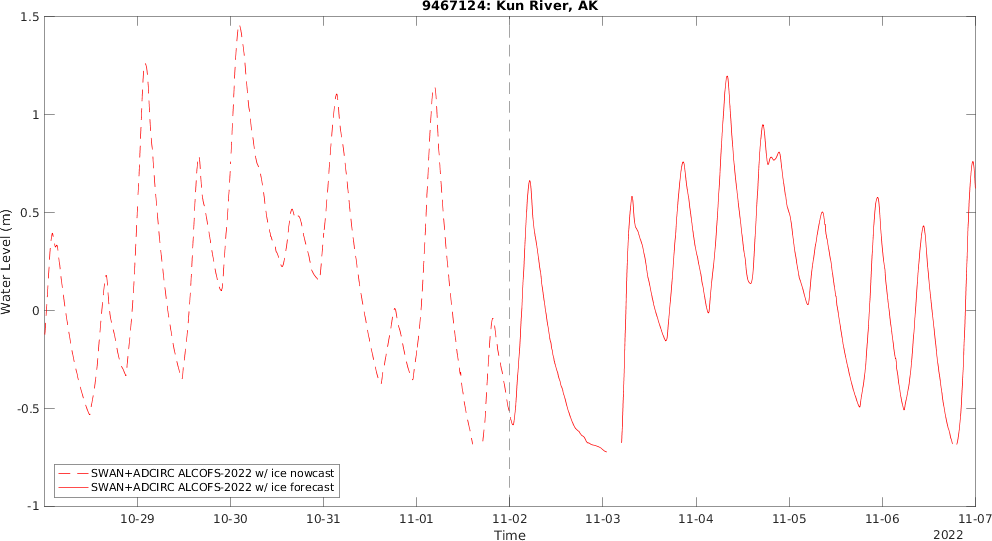 9467124: Kun River, AK
1.5
1
0.5
0
-0.5
-1
Water Level (m)
SWAN+ADCIRC ALCOFS-2022 w/ ice nowcast
SWAN+ADCIRC ALCOFS-2022 w/ ice forecast
10-29 10-30 10-31 11-01 11-02 11-03 11-04 11-05 11-06 11-07
Time
2022